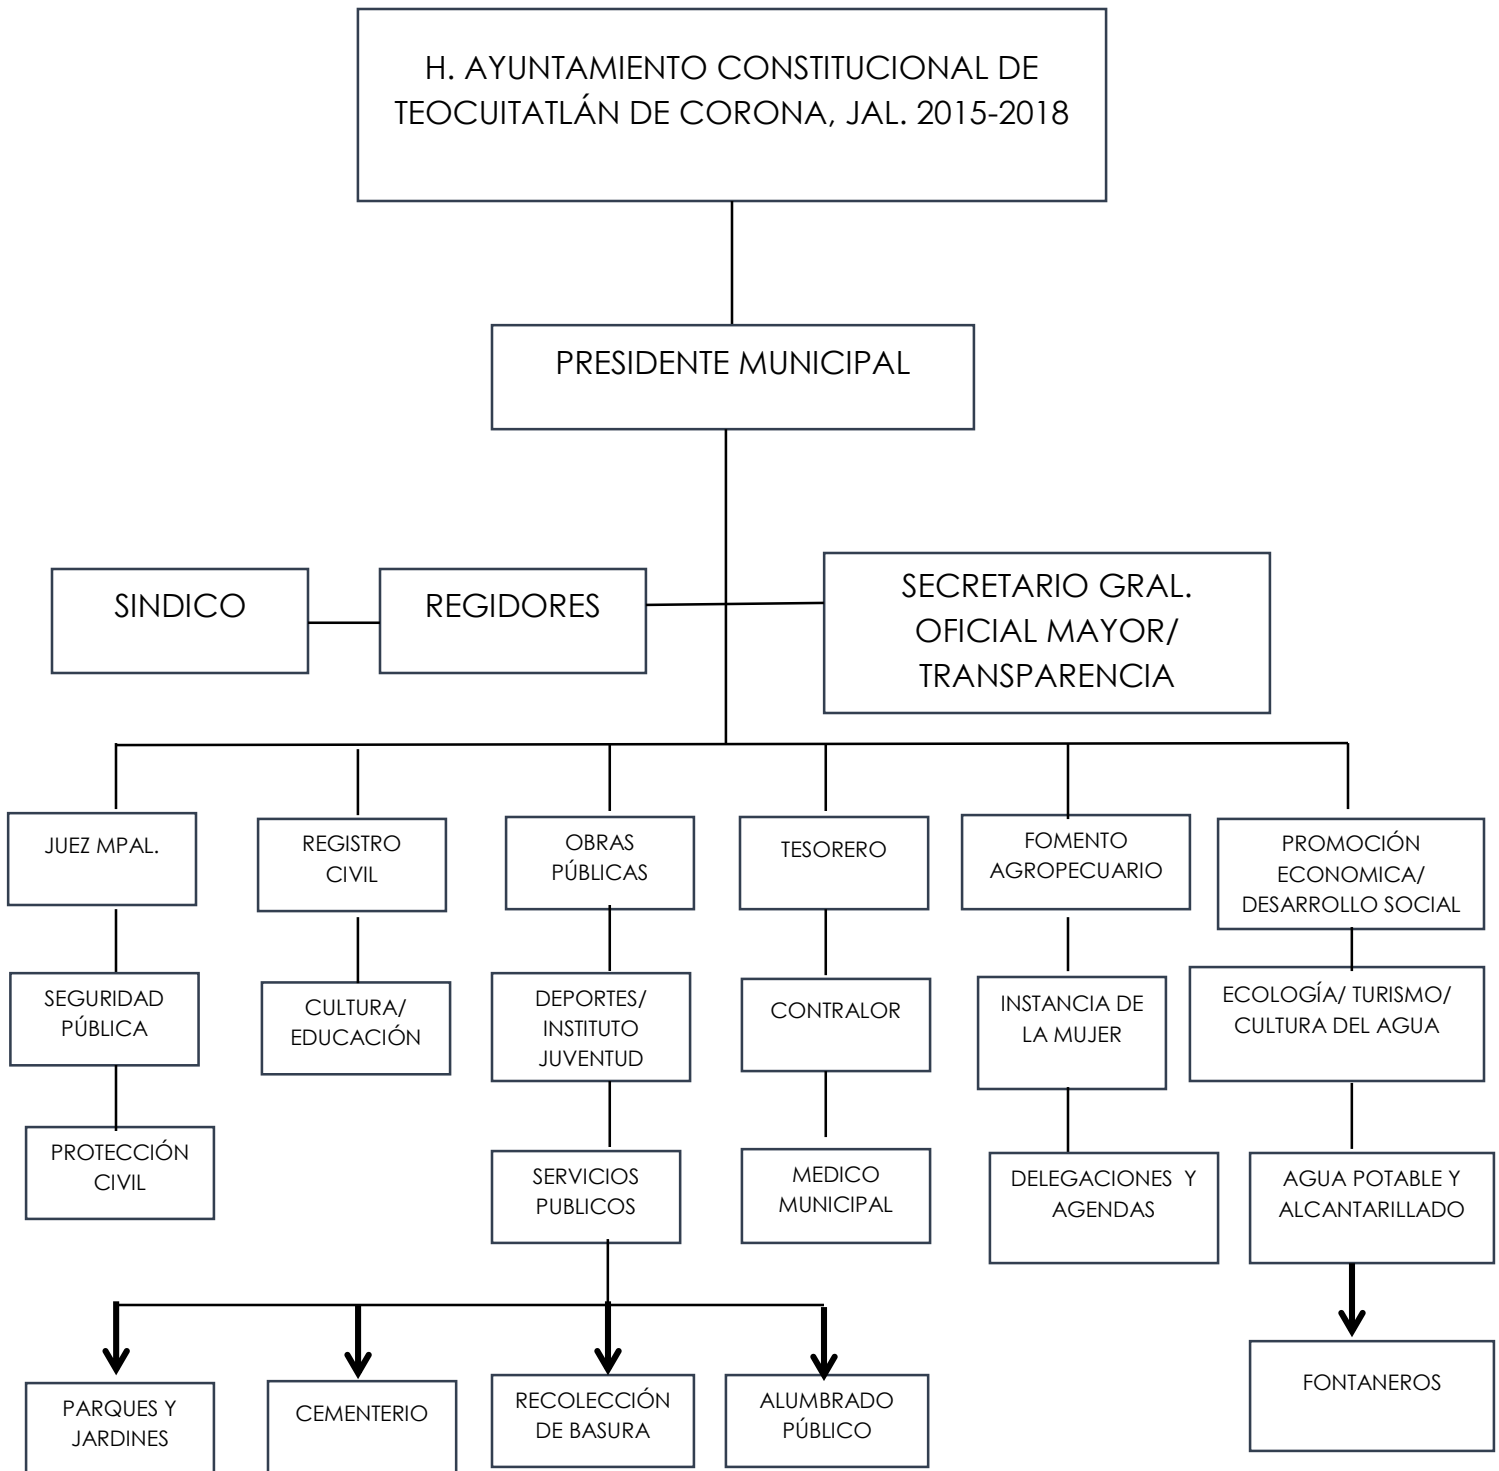 H. AYUNTAMIENTO CONSTITUCIONAL DE
TEOCUITATLÁN DE CORONA, JAL. 2015-2018
PRESIDENTE MUNICIPAL
SINDICO
REGIDORES
SECRETARIO GRAL.
OFICIAL MAYOR/
TRANSPARENCIA
JUEZ MPAL.
REGISTRO
CIVIL
OBRAS
PÚBLICAS
TESORERO
FOMENTO
AGROPECUARIO
PROMOCIÓN
ECONOMICA/
DESARROLLO SOCIAL
SEGURIDAD
PÚBLICA
CULTURA/
EDUCACIÓN
DEPORTES/
INSTITUTO
JUVENTUD
CONTRALOR
INSTANCIA DE
LA MUJER
ECOLOGÍA/ TURISMO/
CULTURA DEL AGUA
PROTECCIÓN
CIVIL
SERVICIOS
PUBLICOS
MEDICO
MUNICIPAL
DELEGACIONES Y
AGENDAS
AGUA POTABLE Y
ALCANTARILLADO
PARQUES Y
JARDINES
CEMENTERIO
RECOLECCIÓN
DE BASURA
ALUMBRADO
PÚBLICO
FONTANEROS